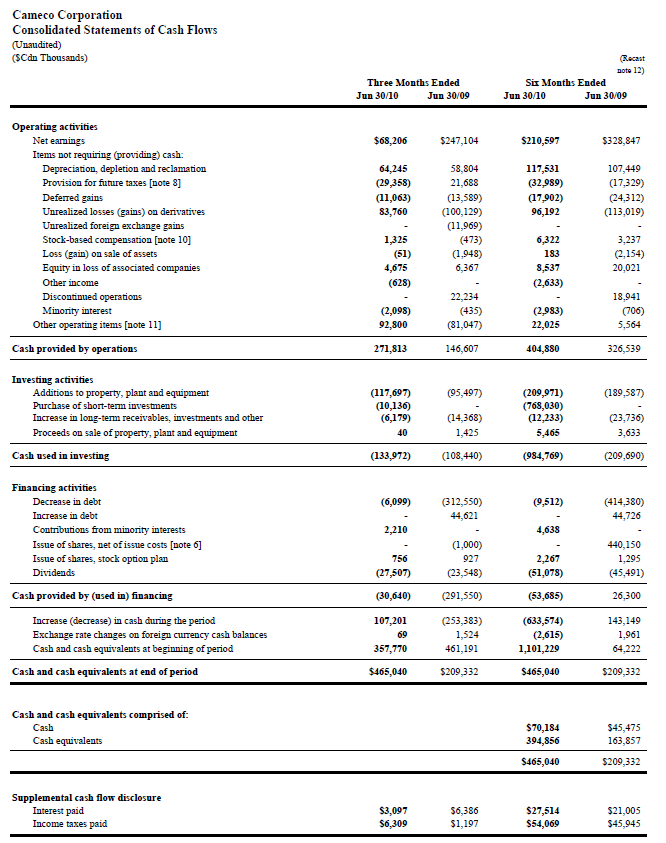 Cameco Corporation
Consolidated Statements of Cash Flows
(Unaudited)
($Cdn Thousands) (Recast
note 12)
Three Months Ended Six Months Ended
Jun 30/10 Jun 30/09 Jun 30/10 Jun 30/09
Operating activities
Net earnings $68,206 $247,104 $210,597 $328,847
Items not requiring (providing) cash:
Depreciation, depletion and reclamation 64,245 58,804 117,531 107,449
Provision for future taxes [note 8] (29,358) 21,688 (32,989) (17,329)
Deferred gains (11,063) (13,589) (17,902) (24,312)
Unrealized losses (gains) on derivatives 83,760 (100,129) 96,192 (113,019)
Unrealized foreign exchange gains - (11,969) - -
Stock-based compensation [note 10] 1,325 (473) 6,322 3,237
Loss (gain) on sale of assets (51) (1,948) 183 (2,154)
Equity in loss of associated companies 4,675 6,367 8,537 20,021
Other income (628) - (2,633) -
Discontinued operations - 22,234 - 18,941
Minority interest (2,098) (435) (2,983) (706)
Other operating items [note 11] 92,800 (81,047) 22,025 5,564
Cash provided by operations 271,813 146,607 404,880 326,539
Investing activities
Additions to property, plant and equipment (117,697) (95,497) (209,971) (189,587)
Purchase of short-term investments (10,136) - (768,030) -
Increase in long-term receivables, investments and other (6,179) (14,368) (12,233) (23,736)
Proceeds on sale of property, plant and equipment 40 1,425 5,465 3,633
Cash used in investing (133,972) (108,440) (984,769) (209,690)
Financing activities
Decrease in debt (6,099) (312,550) (9,512) (414,380)
Increase in debt - 44,621 - 44,726
Contributions from minority interests 2,210 - 4,638 -
Issue of shares, net of issue costs [note 6] - (1,000) - 440,150
Issue of shares, stock option plan 756 927 2,267 1,295
Dividends (27,507) (23,548) (51,078) (45,491)
Cash provided by (used in) financing (30,640) (291,550) (53,685) 26,300
Increase (decrease) in cash during the period 107,201 (253,383) (633,574) 143,149
Exchange rate changes on foreign currency cash balances 69 1,524 (2,615) 1,961
Cash and cash equivalents at beginning of period 357,770 461,191 1,101,229 64,222
Cash and cash equivalents at end of period $465,040 $209,332 $465,040 $209,332
Cash and cash equivalents comprised of:
Cash $70,184 $45,475
Cash equivalents 394,856 163,857
$465,040 $209,332
Supplemental cash flow disclosure
Interest paid $3,097 $6,386 $27,514 $21,005
Income taxes paid $6,309 $1,197 $54,069 $45,945